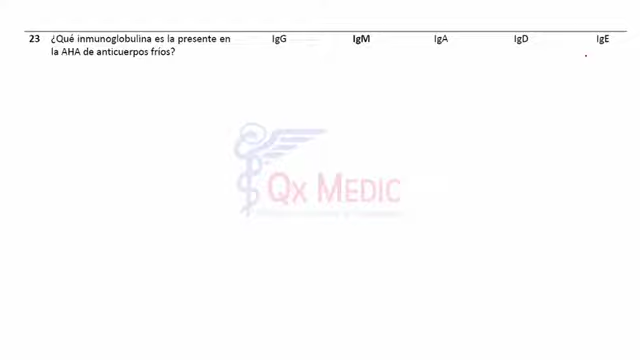 23 ¿Qué inmunoglobulina es la presente en IgG IgM IgA IgD IgE
la AHA de anticuerpos fríos?
Qx MEDIC